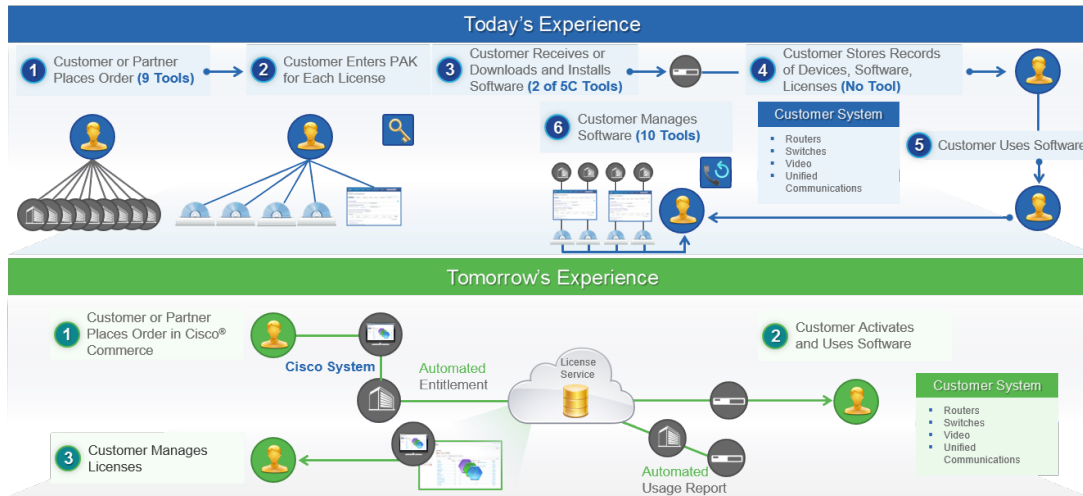 Today's Experience
1
Customer or Partner
Places Order (9 Tools)
2
Customer Enters PAK
for Each License
3
Customer Receives or
Downloads and Installs
Software (2 of 5C Tools)
4
Customer Stores Records
of Devices, Software,
Licenses (No Tool)
6
Customer Manages
Software (10 Tools)
Customer System
Routers
Switches
Video
Unified
Communications
5
Customer Uses Software
Tomorrow's Experience
1
Customer or Partner
Places Order in Cisco®
Commerce
Cisco System
Automated
Entitlement
License
Service
2
Customer Activates
and Uses Software
Customer System
Routers
Switches
Video
Unified
Communications
3
Customer Manages
Licenses
Automated
Usage Report